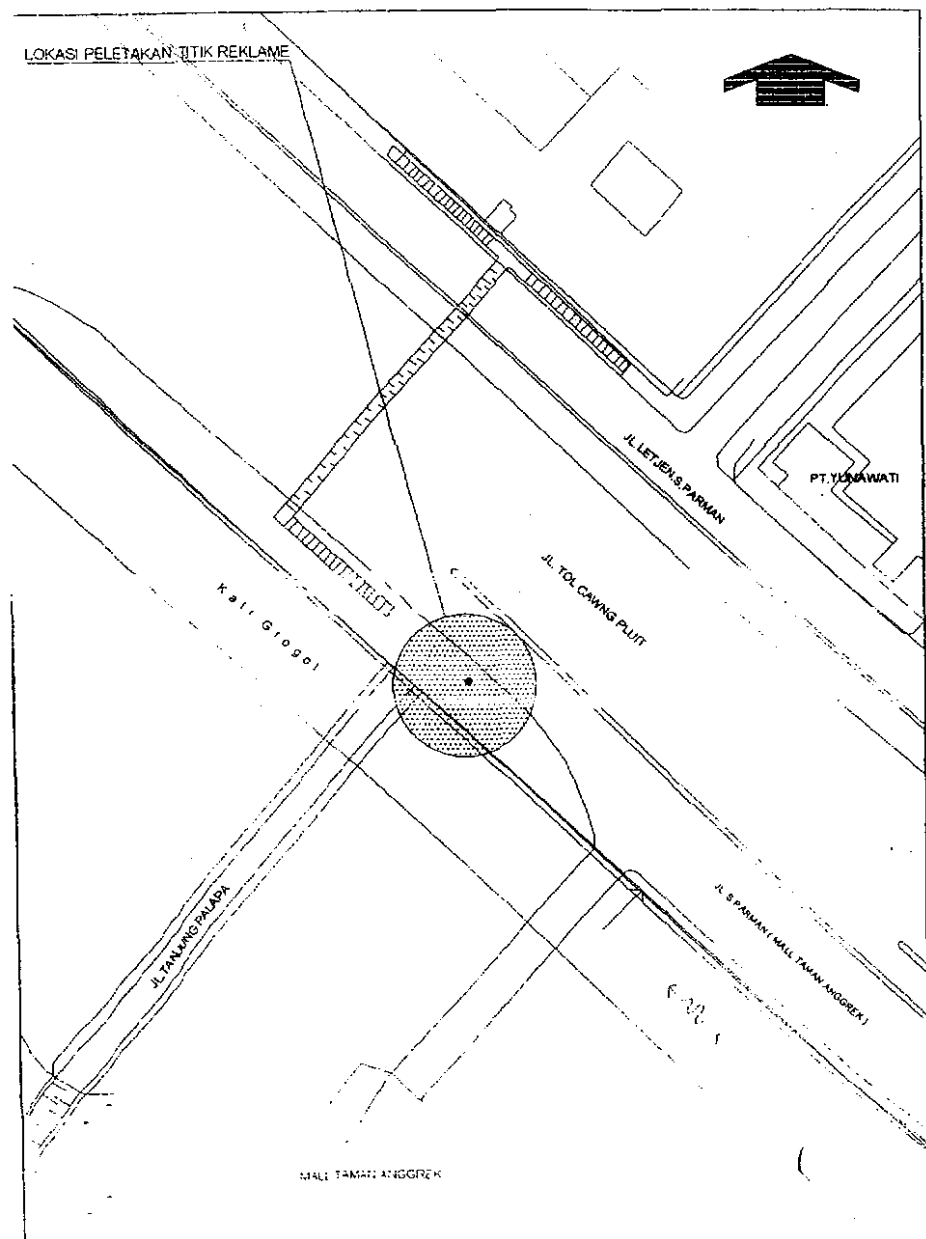 LOKASI PELETAKAN TITIK REKLAME
JL. LETJEN.S.PARMAN
PT.YUNAWATI
JL. TOL CAWNG PLUIT
Kali Grogol
JL.TANJUNG PALAPA
JL. S PARMAN ( MALL TAMAN ANGGREK )
MALL TAMAN ANGGREK